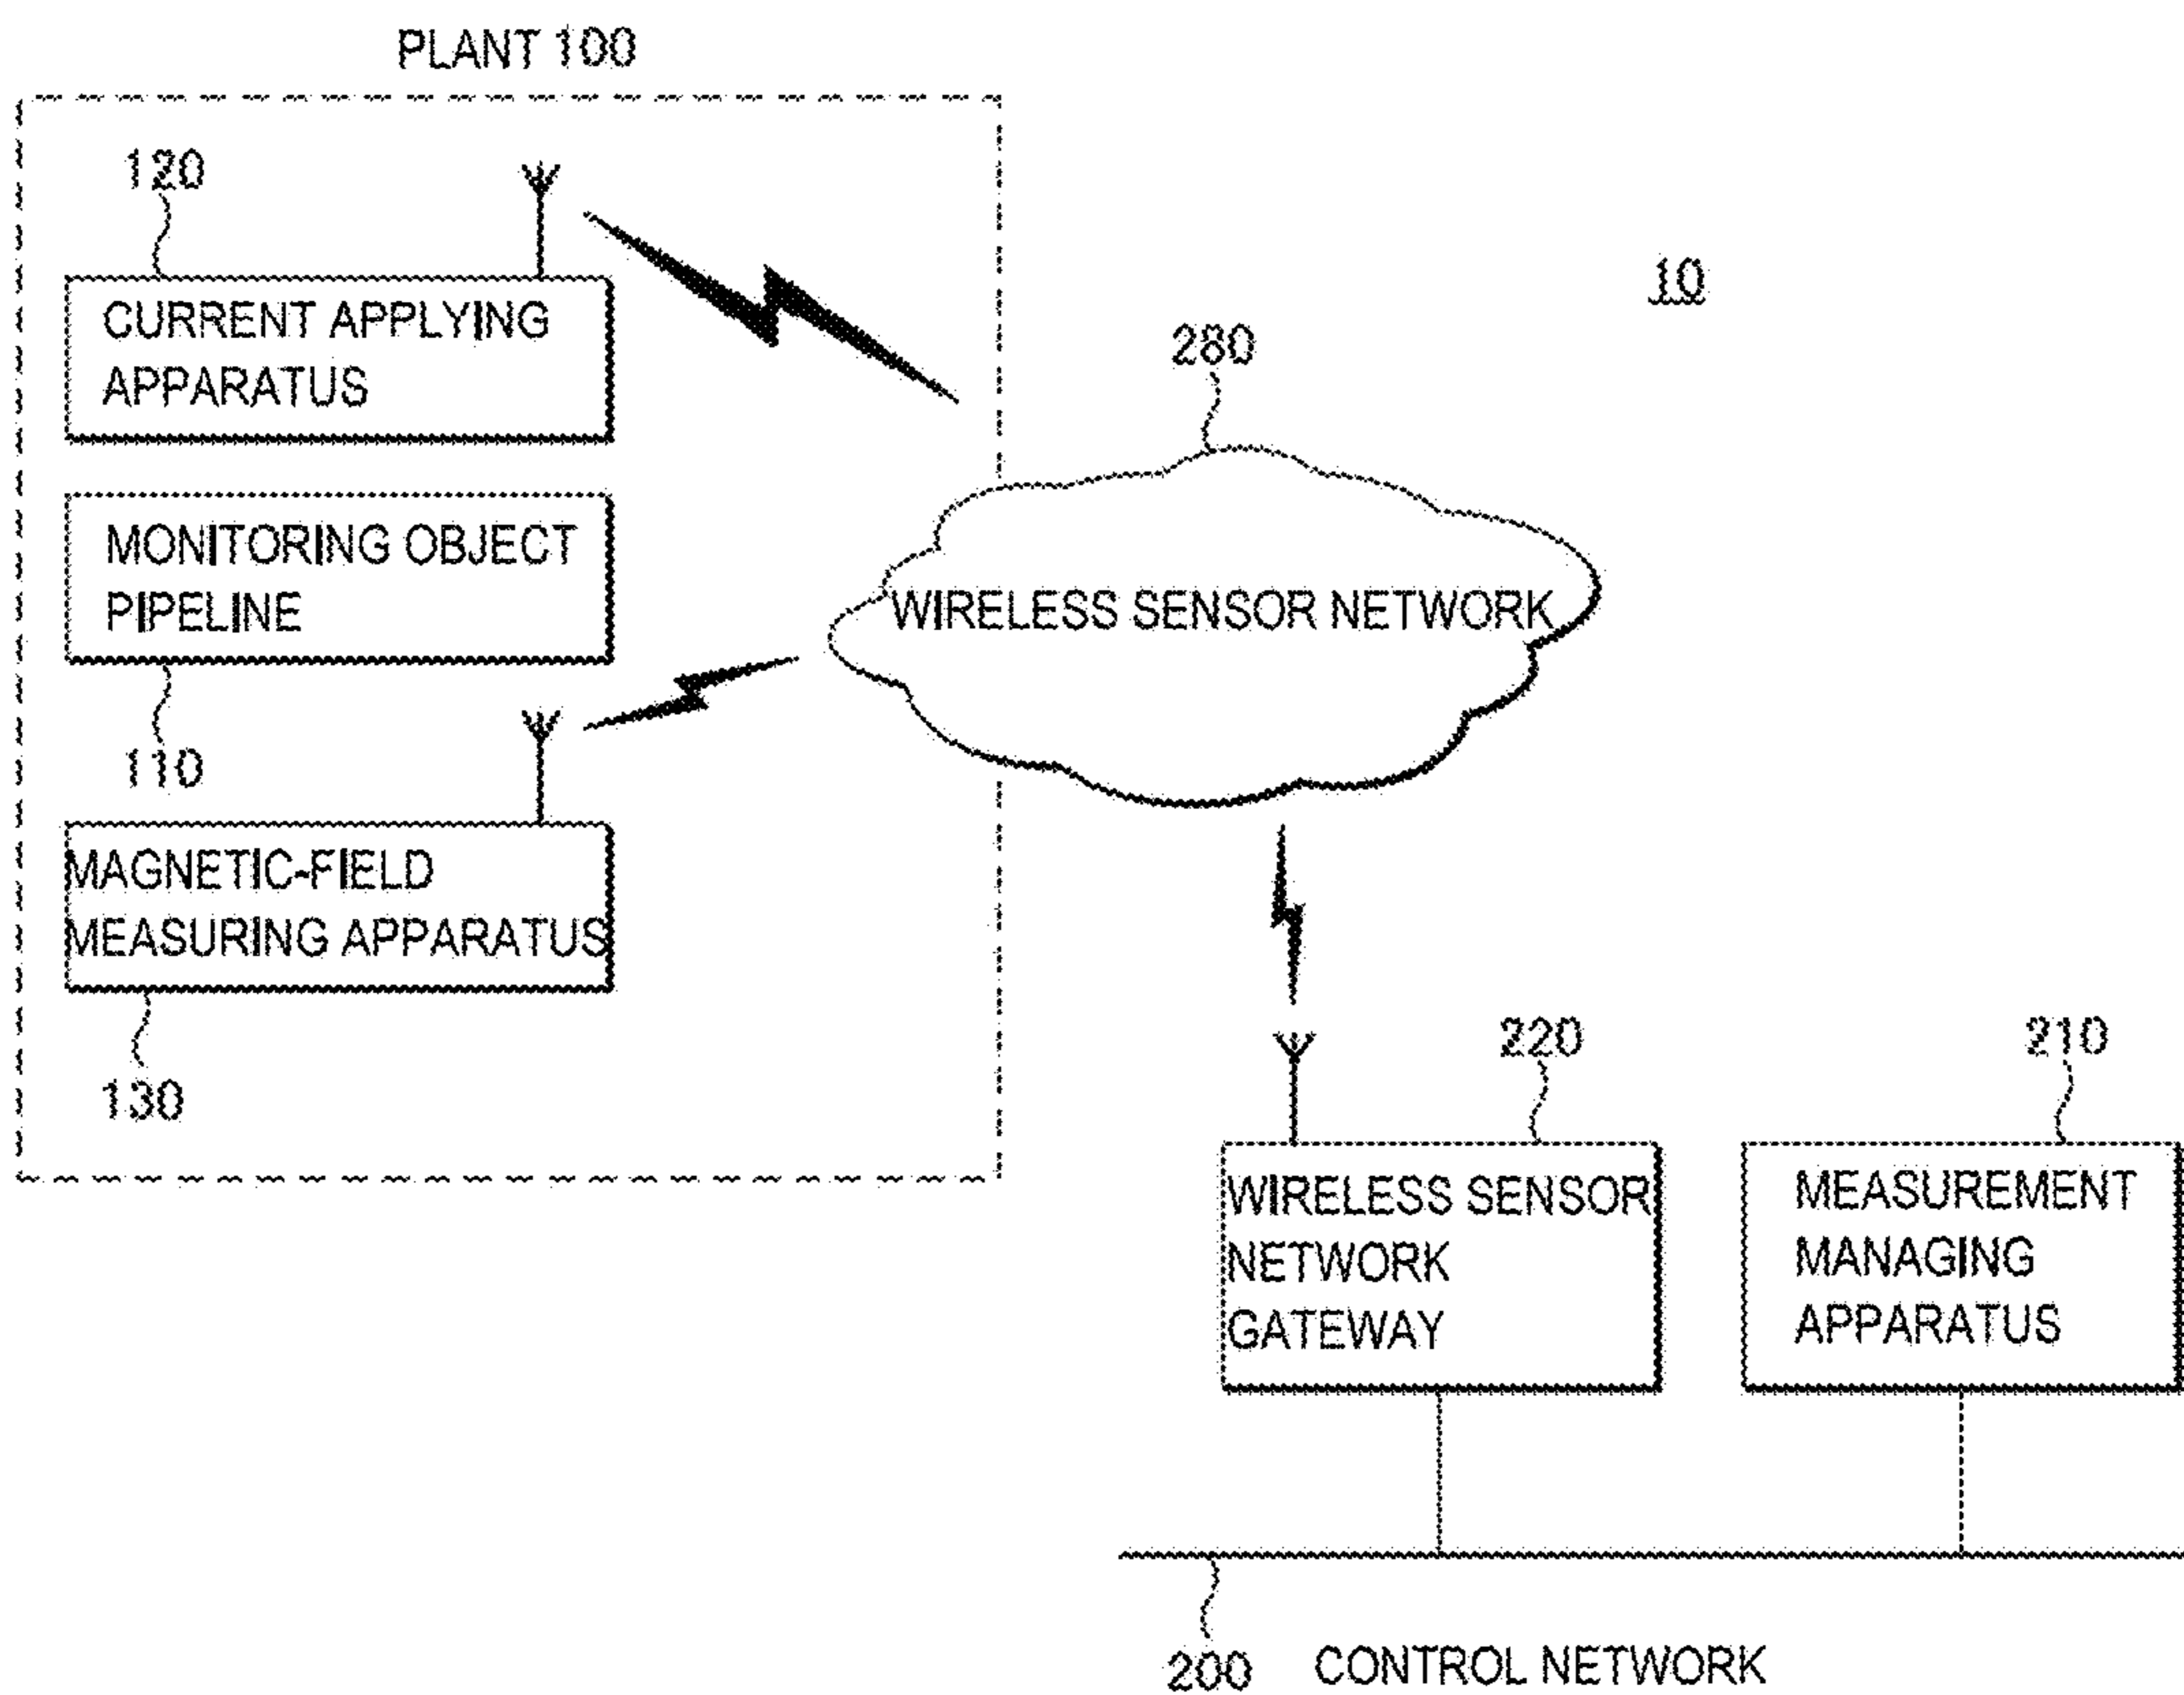 PLANT 100
120
CURRENT APPLYING
APPARATUS
10
280
MONITORING OBJECT
PIPELINE
WIRELESS SENSOR NETWORK
110
MAGNETIC-FIELD
MEASURING APPARATUS
130
220
210
WIRELESS SENSOR
NETWORK
GATEWAY
MEASUREMENT
MANAGING
APPARATUS
200 CONTROL NETWORK